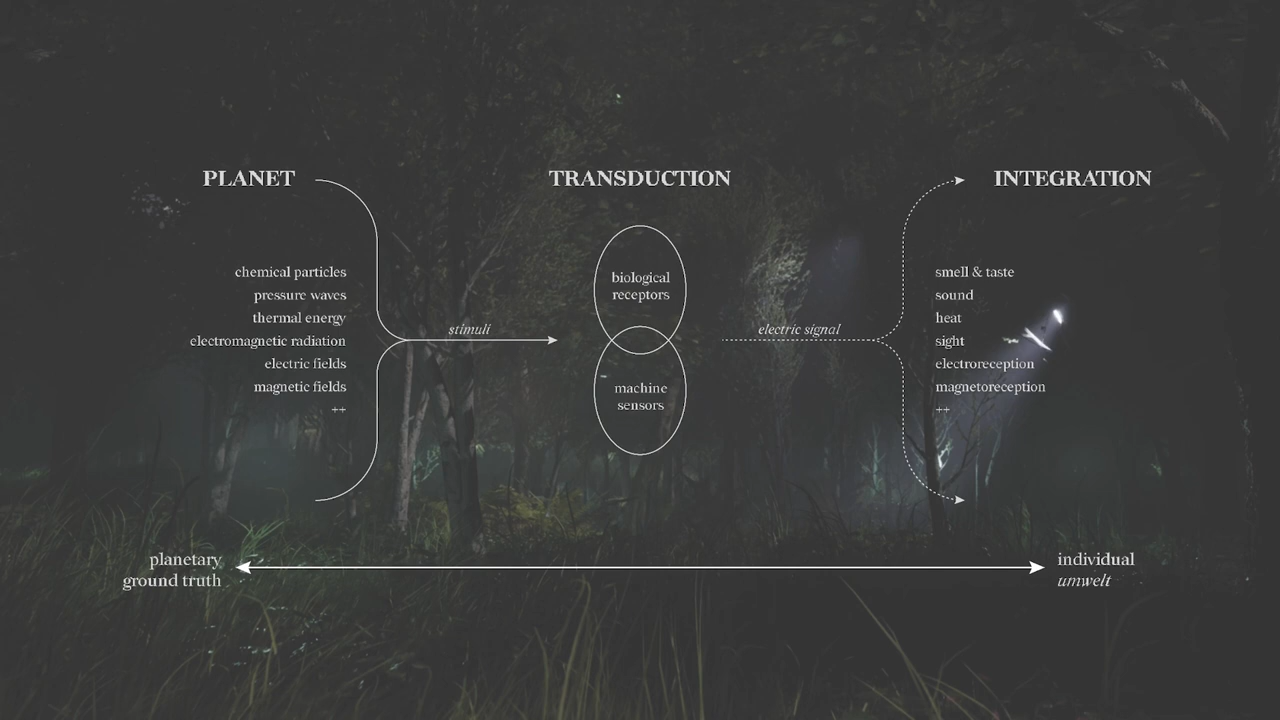 PLANET
TRANSDUCTION
INTEGRATION
chemical particles
pressure waves
thermal energy
electromagnetic radiation
electric fields
magnetic fields
++
stimuli
biological
receptors
machine
sensors
electric signal
smell & taste
sound
heat
sight
electroreception
magnetoreception
++
planetary
ground truth
individual
umwelt